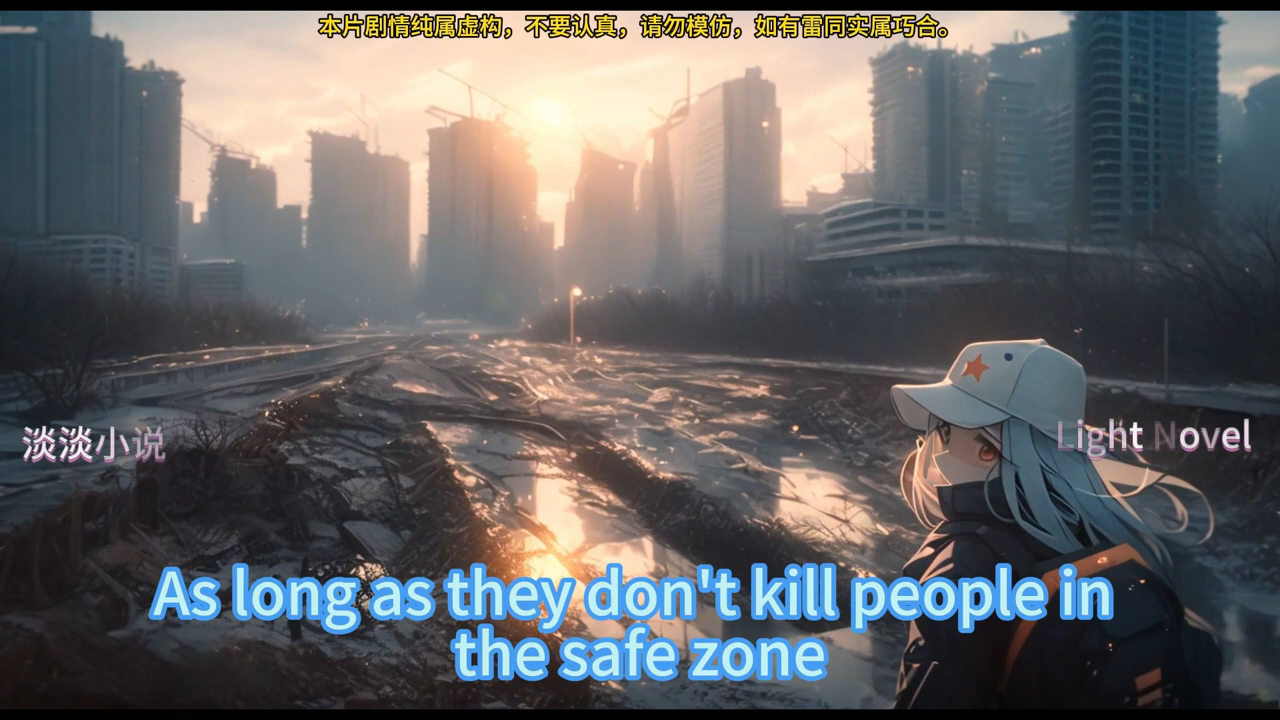 本片剧情纯属虚构，不要认真，请勿模仿，如有雷同实属巧合。
淡淡小说
Light Novel
As long as they don't kill people in
the safe zone